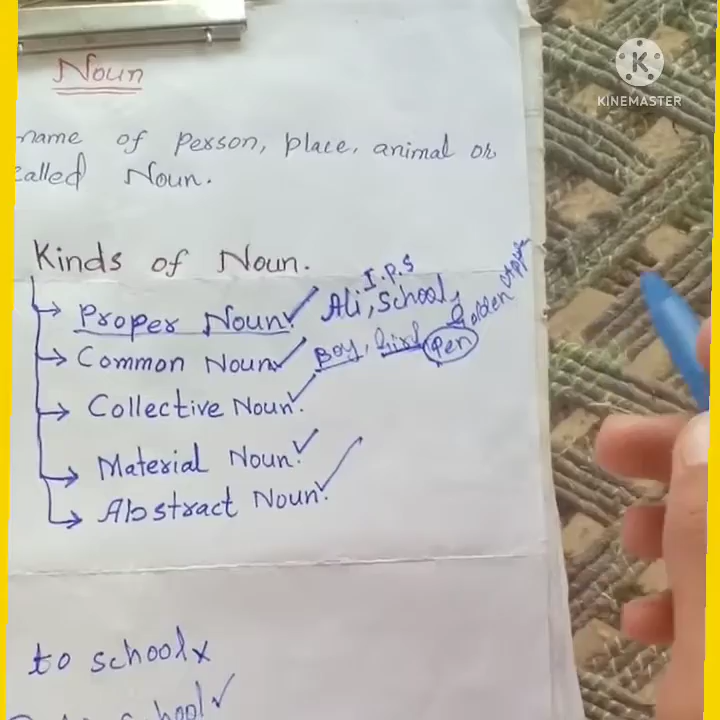 Noun
name of person, place, animal or
called Noun.
Kinds of Noun.
I.P.S
Proper Noun ✓ Ali, School, Golden Apple
Common Noun ✓ Boy, Girl, Pen
Collective Noun ✓
Material Noun ✓
Abstract Noun ✓
to school x
school ✓
KINEMASTER